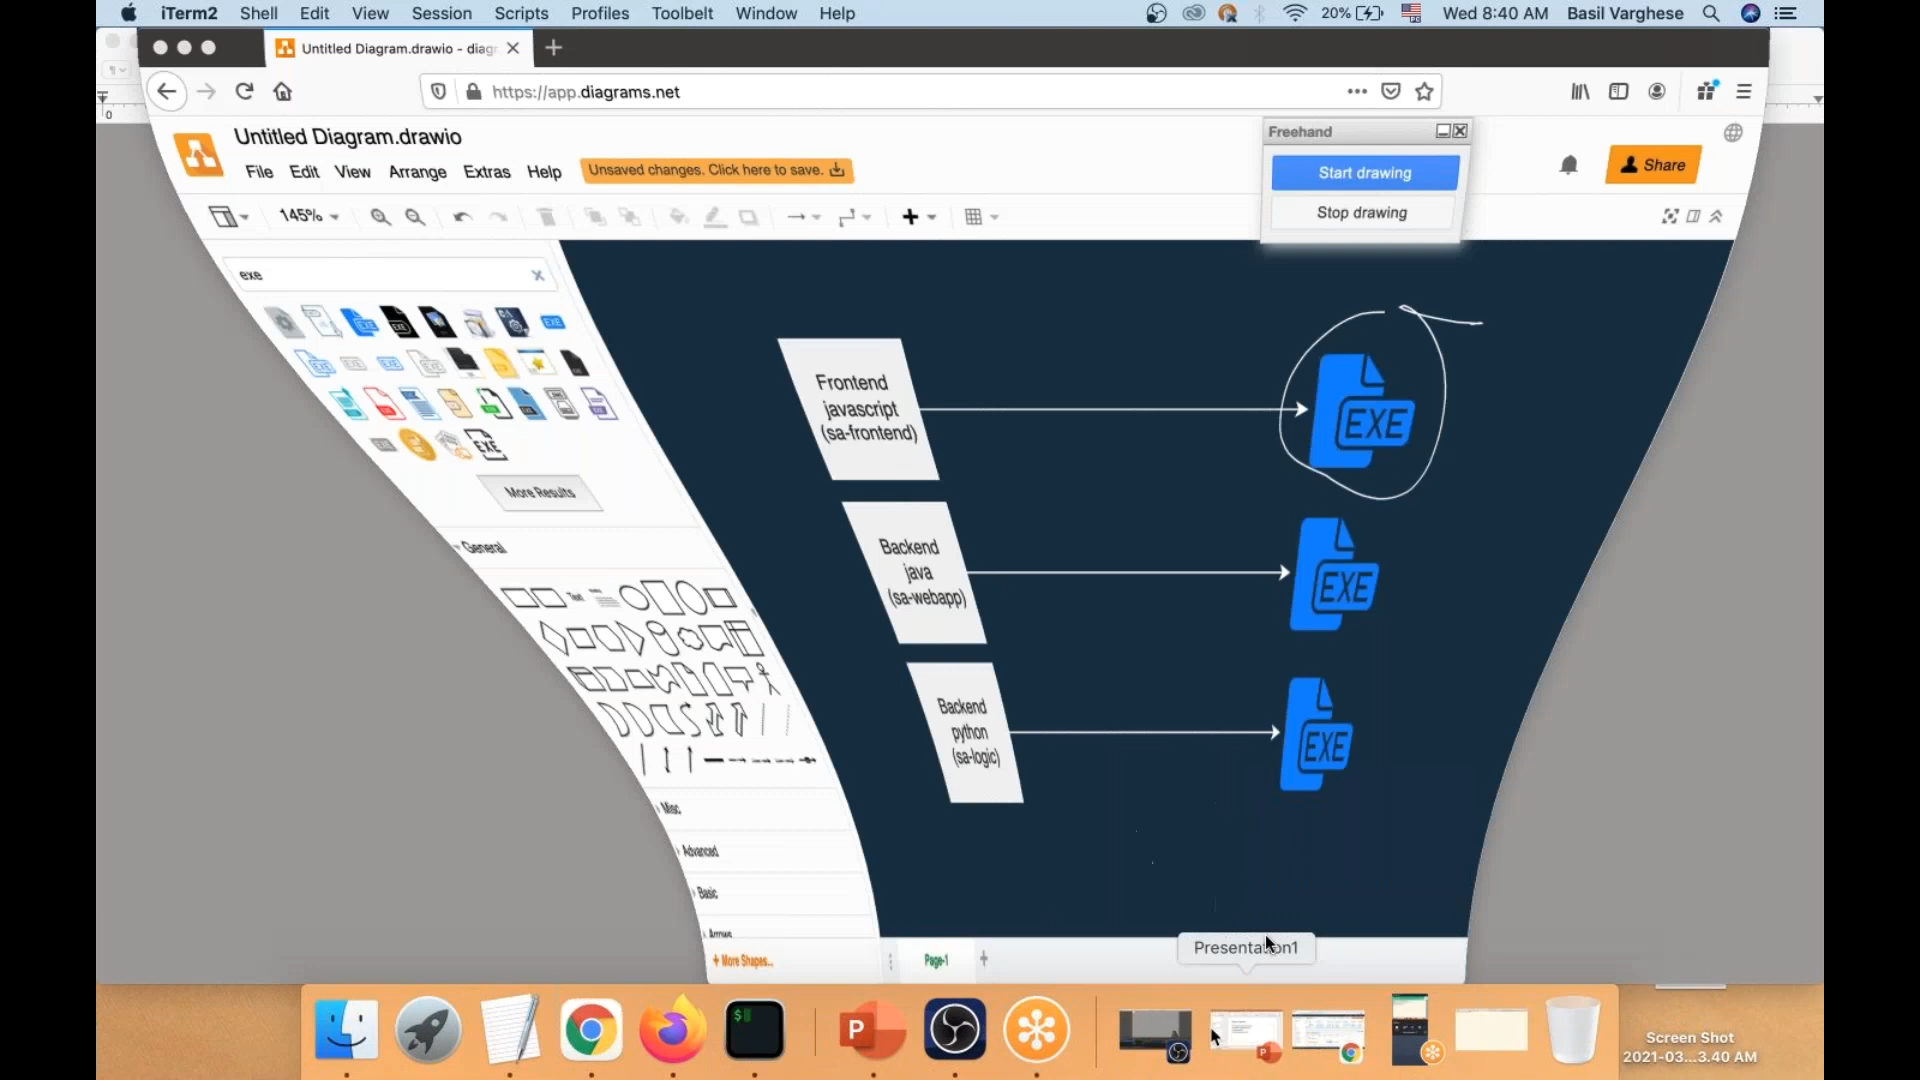 iTerm2 Shell Edit View Session Scripts Profiles Toolbelt Window Help 20% Wed 8:40 AM Basil Varghese
Untitled Diagram.drawio - diag
https://app.diagrams.net
0
Untitled Diagram.drawio
File Edit View Arrange Extras Help Unsaved changes. Click here to save.
Freehand
Start drawing
Stop drawing
Share
145%
exe
More Results
General
Text
Misc
Advanced
Basic
Arrows
+ More Shapes...
Page-1
Frontend
javascript
(sa-frontend)
EXE
Backend
java
(sa-webapp)
EXE
Backend
python
(sa-logic)
EXE
Presentation1
Screen Shot
2021-03...3.40 AM